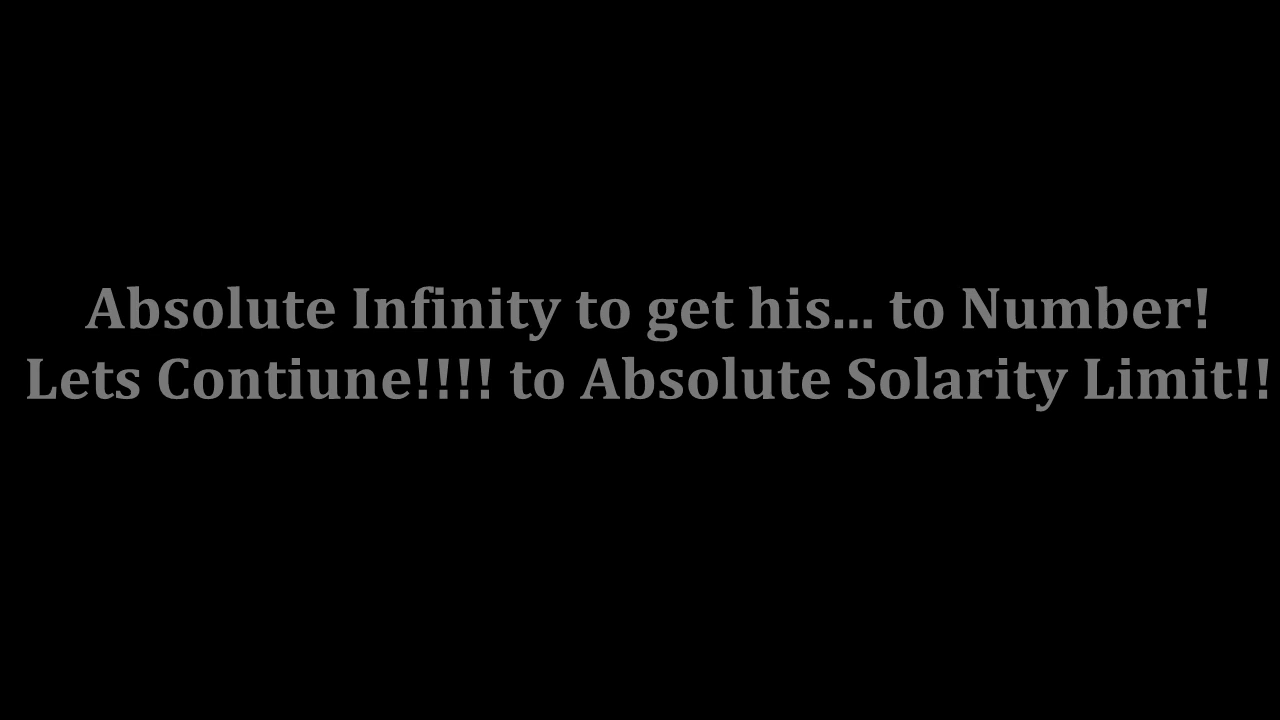 Absolute Infinity to get his... to Number!
Lets Contiune!!!! to Absolute Solarity Limit!!